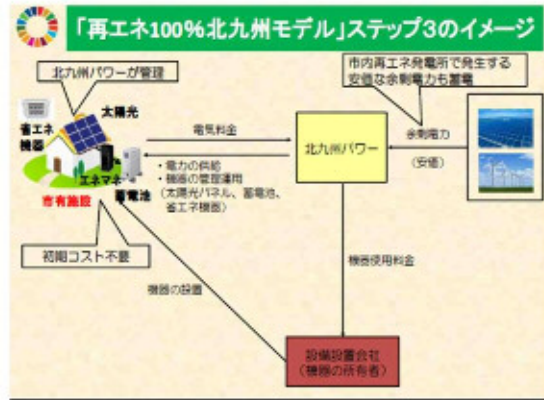 「再エネ100%北九州モデル」ステップ3のイメージ
北九州パワーが管理
市内再エネ発電所で発生する
安価な余剰電力も蓄電
省エネ
機器
太陽光
エネマネ
蓄電池
市有施設
初期コスト不要
電気料金
・電力の供給
・機器の管理運用
(太陽光パネル、蓄電池、
省エネ機器)
北九州パワー
余剰電力
(安価)
機器使用料金
機器の設置
設備設置会社
(機器の所有者)